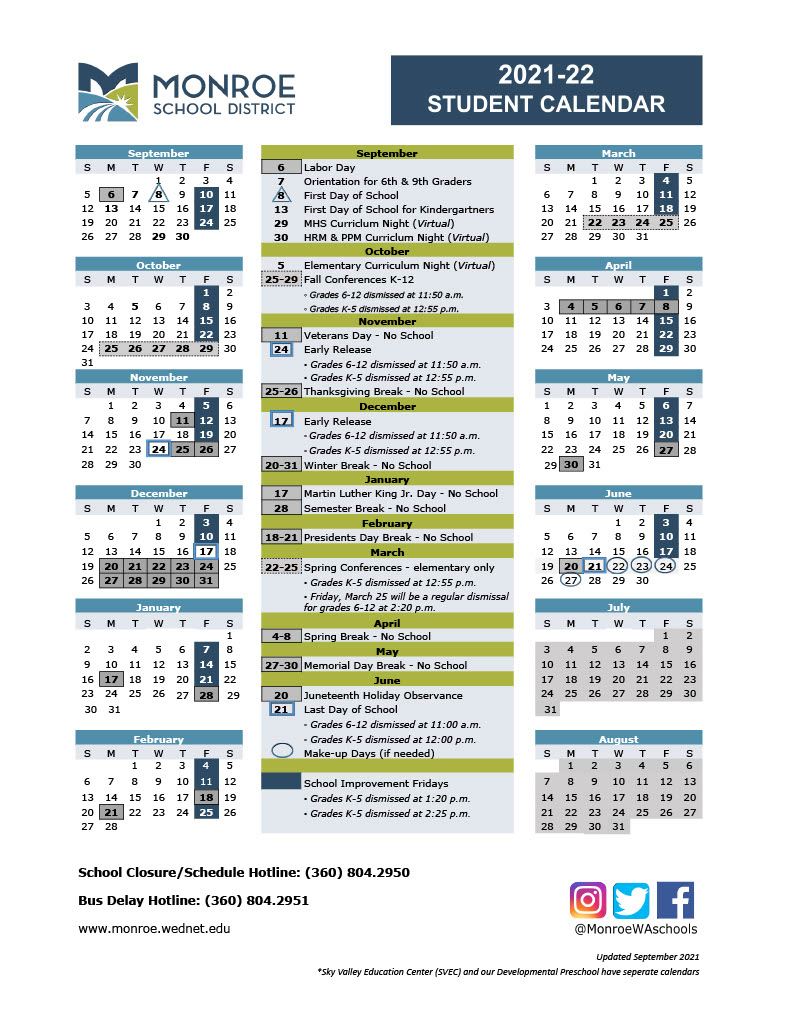 MONROE
SCHOOL DISTRICT
2021-22
STUDENT CALENDAR
September
S M T W T F S
1 2 3 4
5 6 7 8 9 10 11
12 13 14 15 16 17 18
19 20 21 22 23 24 25
26 27 28 29 30
October
S M T W T F S
1 2
3 4 5 6 7 8 9
10 11 12 13 14 15 16
17 18 19 20 21 22 23
24 25 26 27 28 29 30
31
November
S M T W T F S
1 2 3 4 5 6
7 8 9 10 11 12 13
14 15 16 17 18 19 20
21 22 23 24 25 26 27
28 29 30
December
S M T W T F S
1 2 3 4
5 6 7 8 9 10 11
12 13 14 15 16 17 18
19 20 21 22 23 24 25
26 27 28 29 30 31
January
S M T W T F S
1
2 3 4 5 6 7 8
9 10 11 12 13 14 15
16 17 18 19 20 21 22
23 24 25 26 27 28 29
30 31
February
S M T W T F S
1 2 3 4 5
6 7 8 9 10 11 12
13 14 15 16 17 18 19
20 21 22 23 24 25 26
27 28
September
6 Labor Day
7 Orientation for 6th & 9th Graders
8 First Day of School
13 First Day of School for Kindergartners
29 MHS Curriclum Night (Virtual)
30 HRM & PPM Curriclum Night (Virtual)
October
5 Elementary Curriculum Night (Virtual)
25-29 Fall Conferences K-12
◦ Grades 6-12 dismissed at 11:50 a.m.
◦ Grades K-5 dismissed at 12:55 p.m.
November
11 Veterans Day - No School
24 Early Release
• Grades 6-12 dismissed at 11:50 a.m.
• Grades K-5 dismissed at 12:55 p.m.
25-26 Thanksgiving Break - No School
December
17 Early Release
• Grades 6-12 dismissed at 11:50 a.m.
• Grades K-5 dismissed at 12:55 p.m.
20-31 Winter Break - No School
January
17 Martin Luther King Jr. Day - No School
28 Semester Break - No School
February
18-21 Presidents Day Break - No School
March
22-25 Spring Conferences - elementary only
• Grades K-5 dismissed at 12:55 p.m.
• Friday, March 25 will be a regular dismissal
for grades 6-12 at 2:20 p.m.
April
4-8 Spring Break - No School
May
27-30 Memorial Day Break - No School
June
20 Juneteenth Holiday Observance
21 Last Day of School
• Grades 6-12 dismissed at 11:00 a.m.
• Grades K-5 dismissed at 12:00 p.m.
Make-up Days (if needed)
School Improvement Fridays
• Grades K-5 dismissed at 1:20 p.m.
• Grades K-5 dismissed at 2:25 p.m.
March
S M T W T F S
1 2 3 4 5
6 7 8 9 10 11 12
13 14 15 16 17 18 19
20 21 22 23 24 25 26
27 28 29 30 31
April
S M T W T F S
1 2
3 4 5 6 7 8 9
10 11 12 13 14 15 16
17 18 19 20 21 22 23
24 25 26 27 28 29 30
May
S M T W T F S
1 2 3 4 5 6 7
8 9 10 11 12 13 14
15 16 17 18 19 20 21
22 23 24 25 26 27 28
29 30 31
June
S M T W T F S
1 2 3 4
5 6 7 8 9 10 11
12 13 14 15 16 17 18
19 20 21 22 23 24 25
26 27 28 29 30
July
S M T W T F S
1 2
3 4 5 6 7 8 9
10 11 12 13 14 15 16
17 18 19 20 21 22 23
24 25 26 27 28 29 30
31
August
S M T W T F S
1 2 3 4 5 6
7 8 9 10 11 12 13
14 15 16 17 18 19 20
21 22 23 24 25 26 27
28 29 30 31
School Closure/Schedule Hotline: (360) 804.2950
Bus Delay Hotline: (360) 804.2951
www.monroe.wednet.edu
@MonroeWAschools
Updated September 2021
*Sky Valley Education Center (SVEC) and our Developmental Preschool have seperate calendars